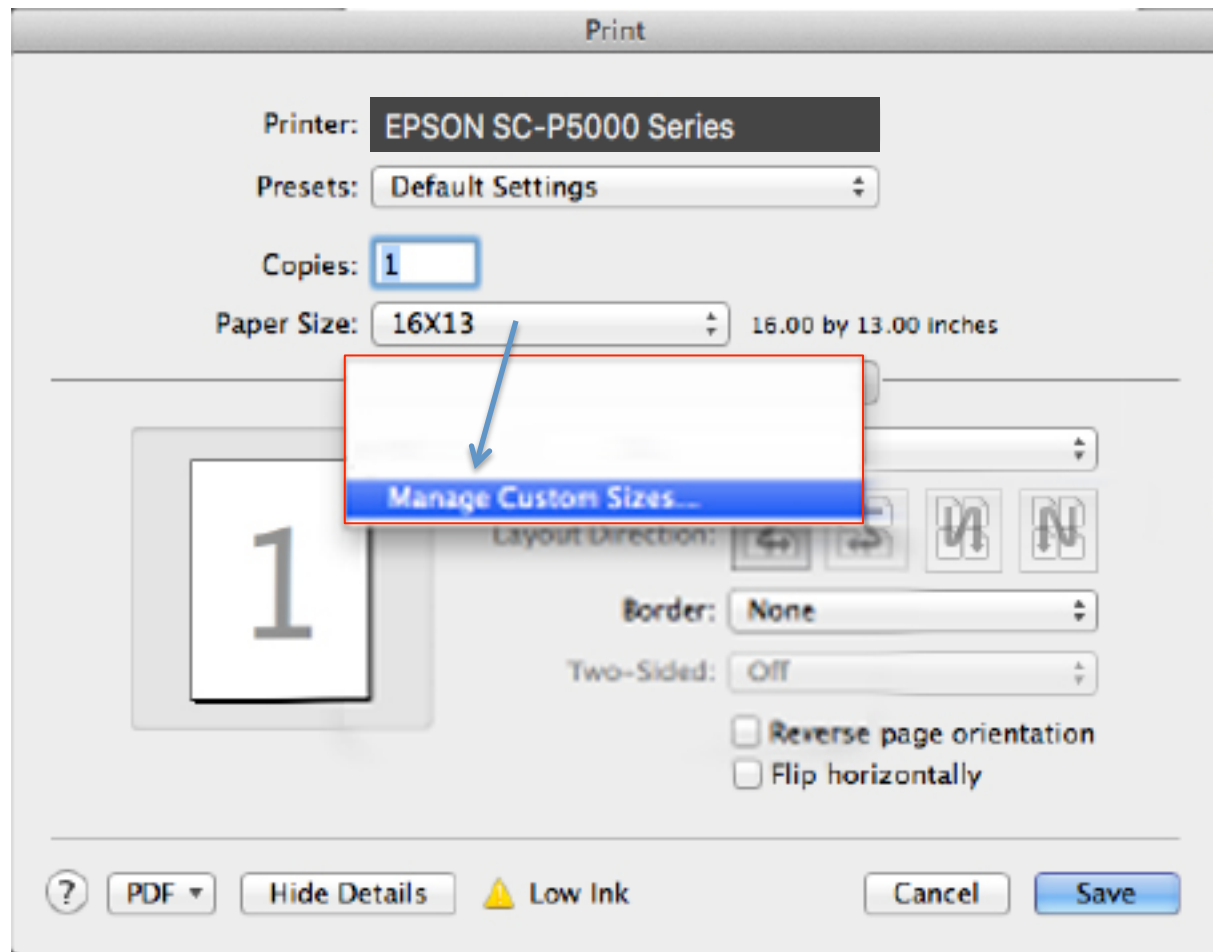 Print
Printer: EPSON SC-P5000 Series
Presets: Default Settings
Copies: 1
Paper Size: 16X13 16.00 by 13.00 inches
Manage Custom Sizes...
Layout Direction:
1
Border: None
Two-Sided: Off
Reverse page orientation
Flip horizontally
? PDF Hide Details Low Ink Cancel Save